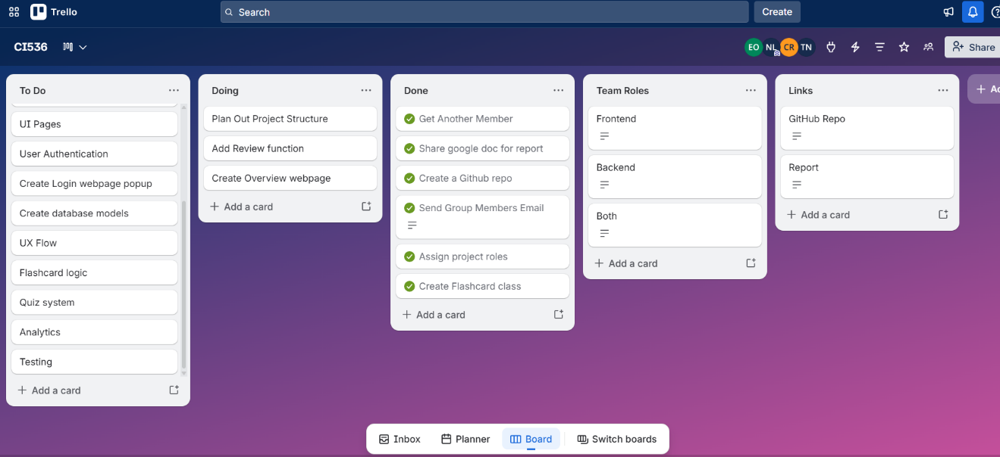 Trello
Search
Create
CI536
EO NL CR TN
Share
To Do
UI Pages
User Authentication
Create Login webpage popup
Create database models
UX Flow
Flashcard logic
Quiz system
Analytics
Testing
+ Add a card
Doing
Plan Out Project Structure
Add Review function
Create Overview webpage
+ Add a card
Done
Get Another Member
Share google doc for report
Create a Github repo
Send Group Members Email
Assign project roles
Create Flashcard class
+ Add a card
Team Roles
Frontend
Backend
Both
+ Add a card
Links
GitHub Repo
Report
+ Add a card
Inbox
Planner
Board
Switch boards